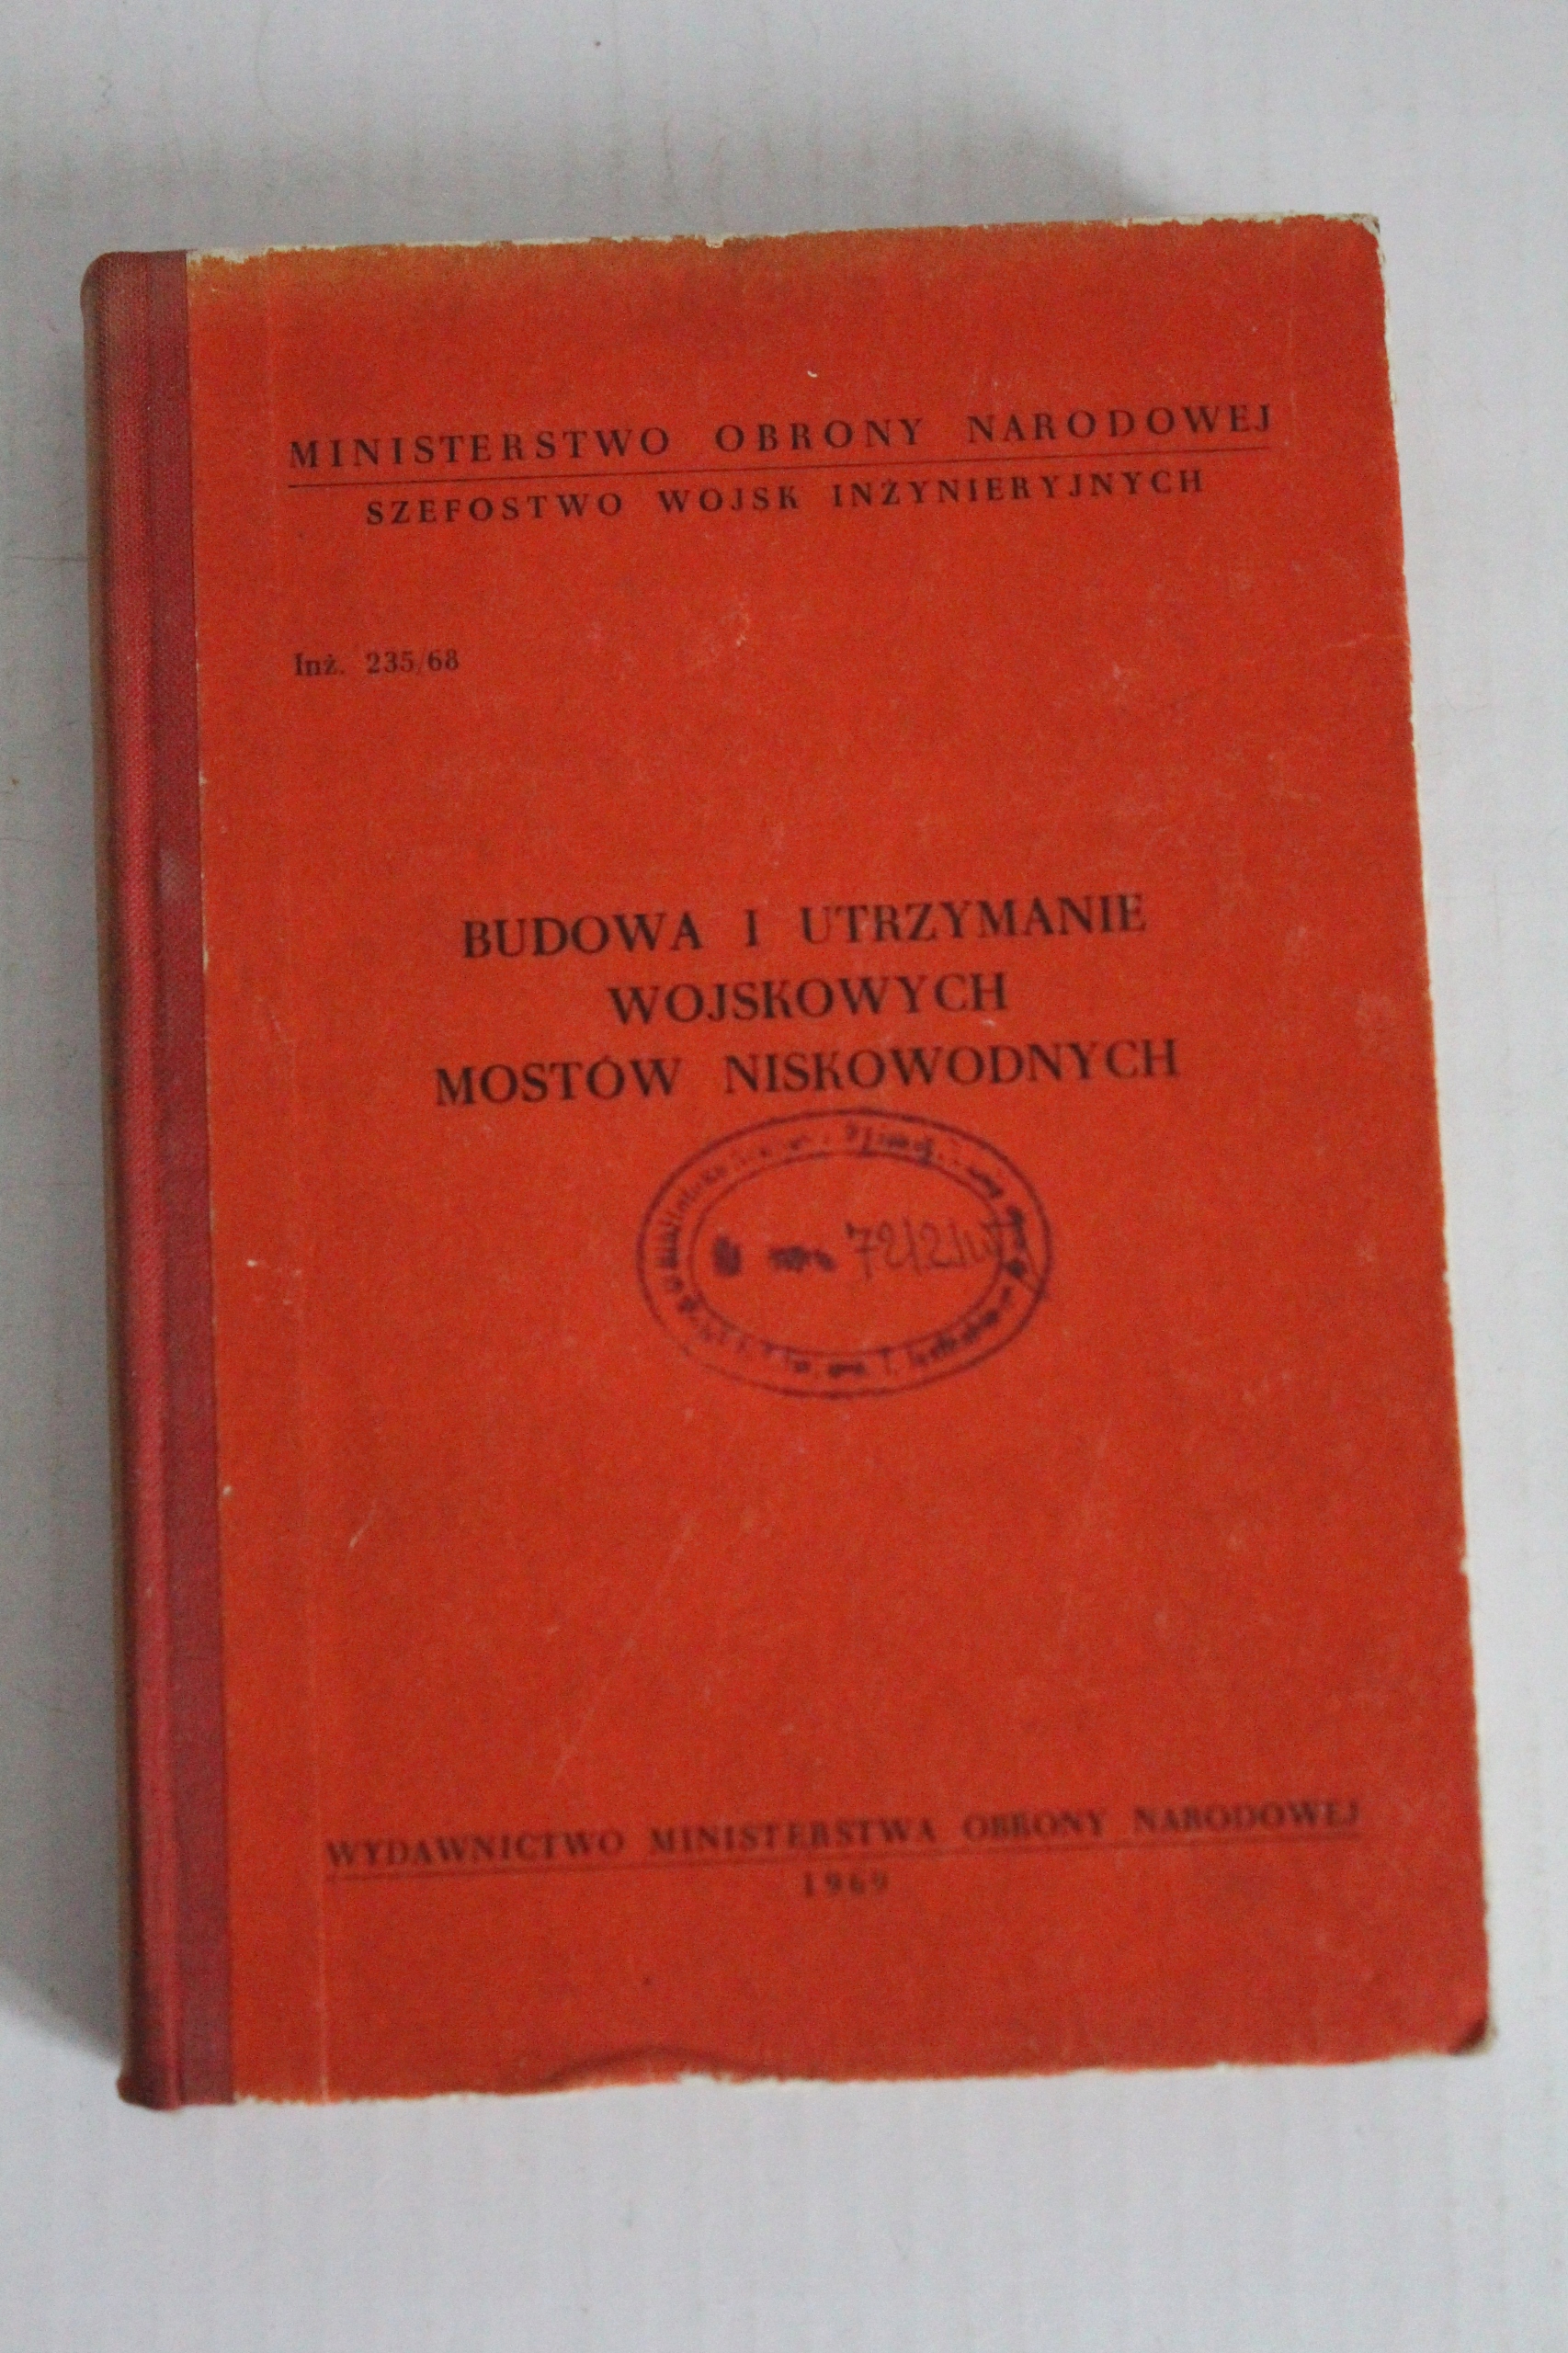 MINISTERSTWO OBRONY NARODOWEJ
SZEFOSTWO WOJSK INŻYNIERYJNYCH
Inż. 235/68
BUDOWA I UTRZYMANIE
WOJSKOWYCH
MOSTÓW NISKOWODNYCH
WYDAWNICTWO MINISTERSTWA OBRONY NARODOWEJ
1969